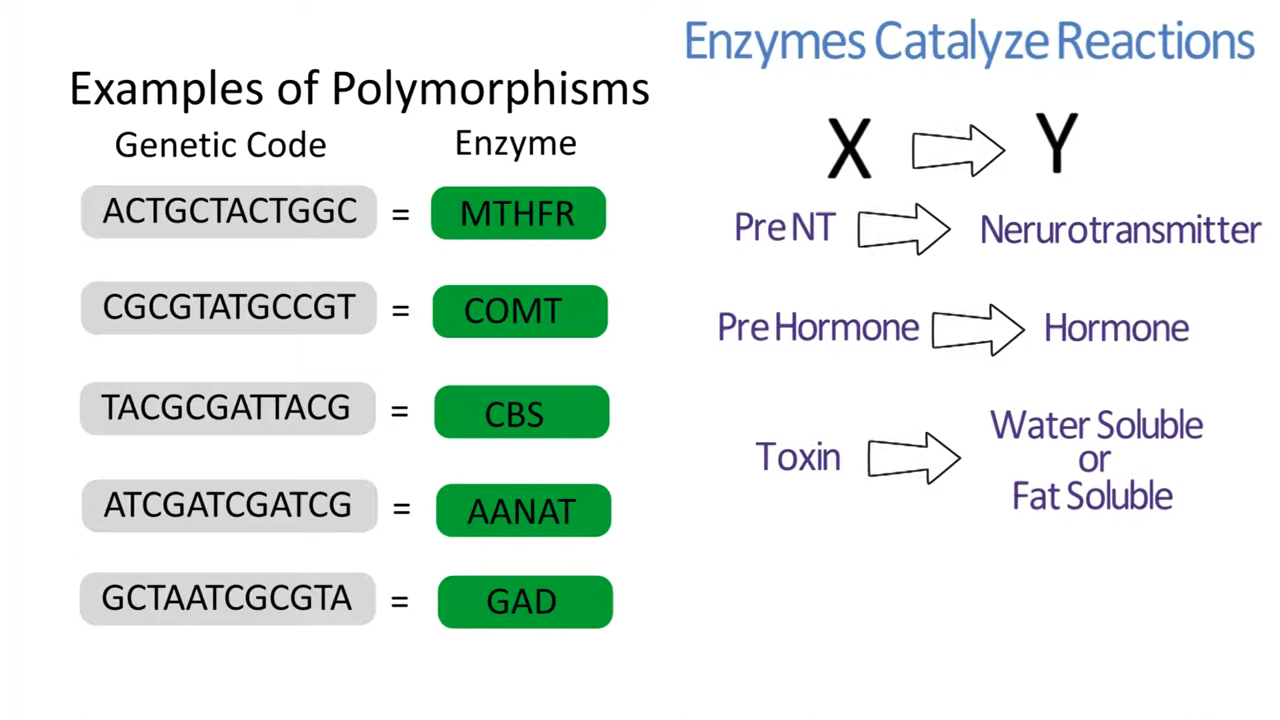 Enzymes Catalyze Reactions
Examples of Polymorphisms
Genetic Code Enzyme
ACTGCTACTGGC = MTHFR
CGCGTATGCCGT = COMT
TACGCGATTACG = CBS
ATCGATCGATCG = AANAT
GCTAATCGCGTA = GAD
X Y
Pre NT Nerurotransmitter
Pre Hormone Hormone
Toxin Water Soluble
or
Fat Soluble